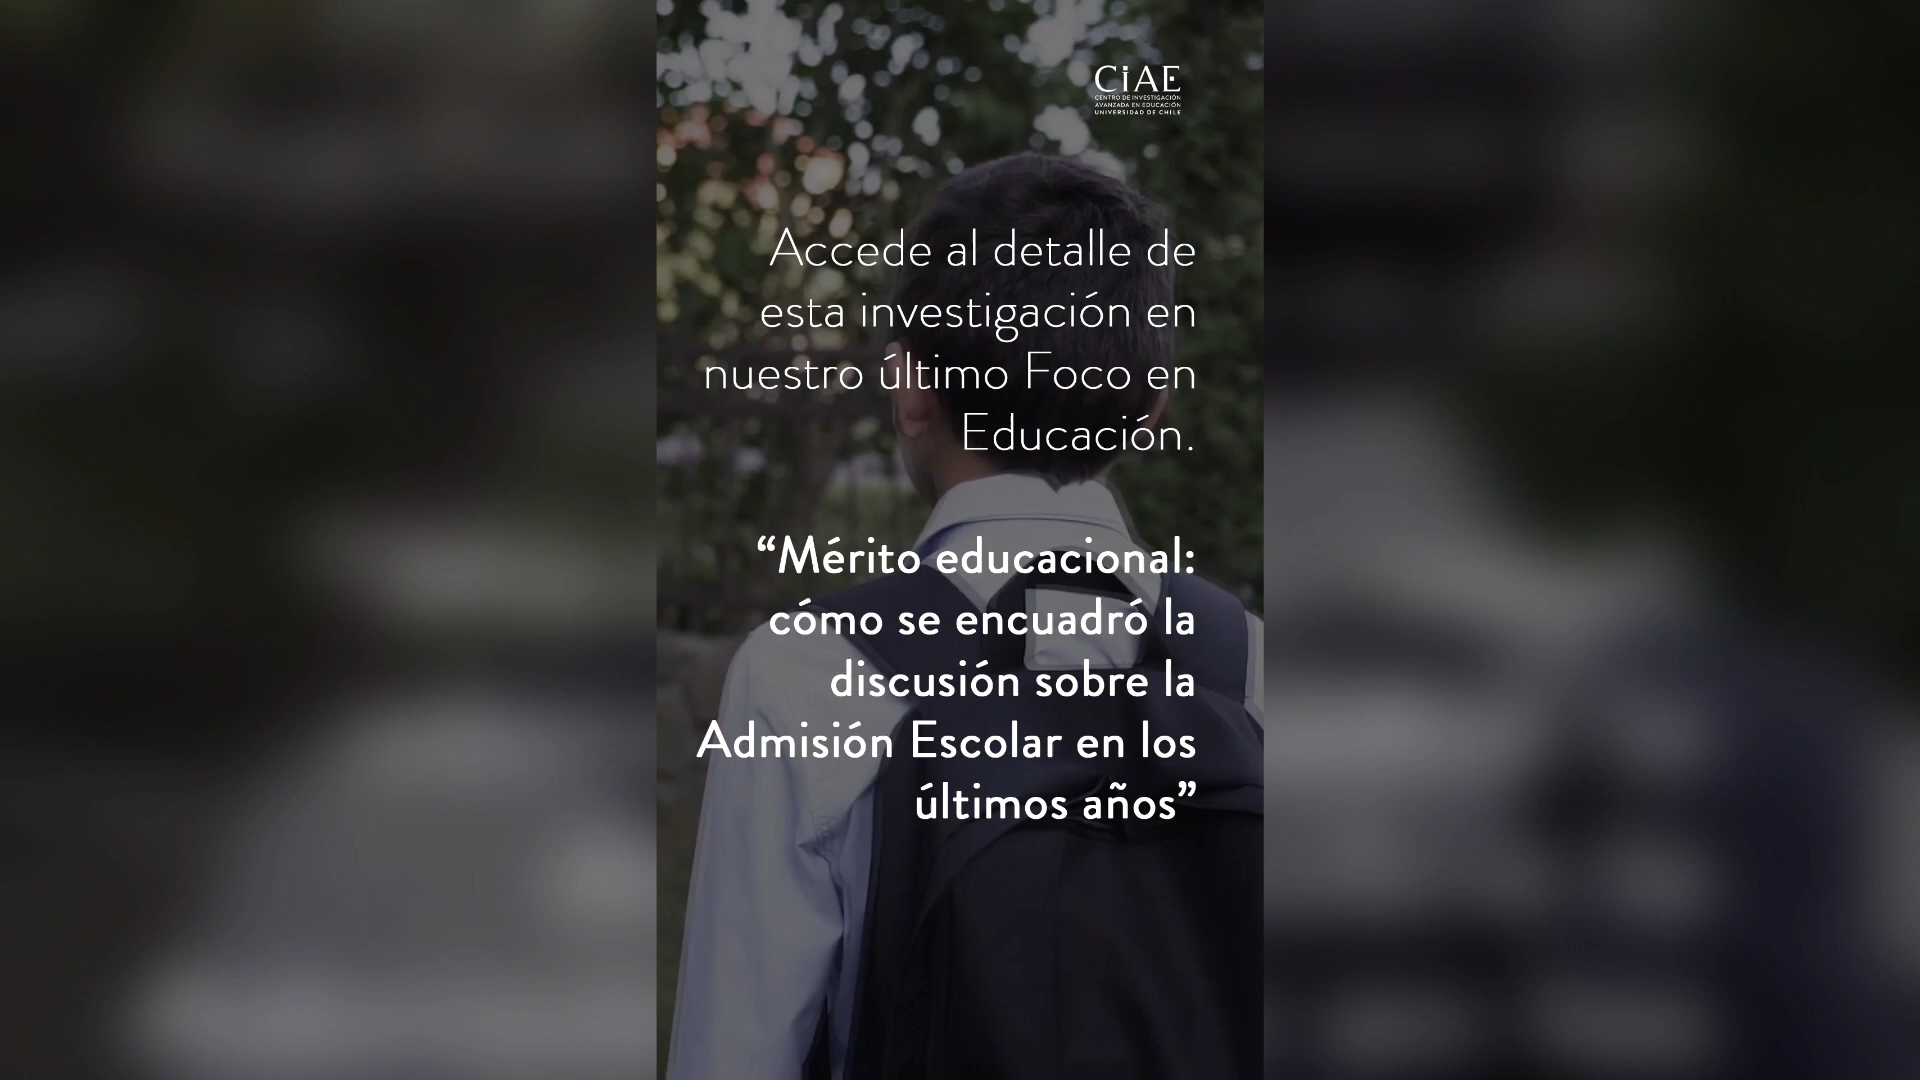 CiAE
CENTRO DE INVESTIGACIÓN
AVANZADA EN EDUCACIÓN
UNIVERSIDAD DE CHILE
Accede al detalle de
esta investigación en
nuestro último Foco en
Educación.
“Mérito educacional:
cómo se encuadró la
discusión sobre la
Admisión Escolar en los
últimos años”